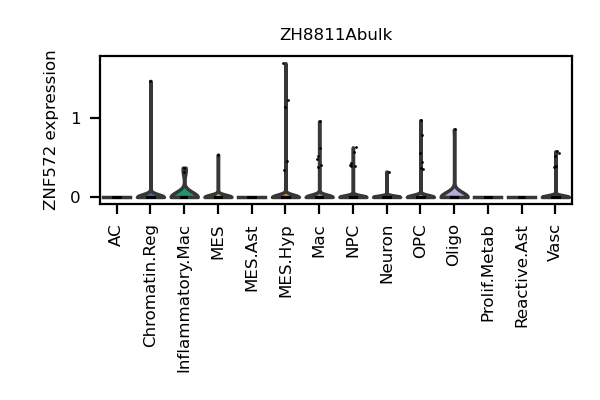 ZH8811Abulk
ZNF572 expression
1
0
AC
Chromatin.Reg
Inflammatory.Mac
MES
MES.Ast
MES.Hyp
Mac
NPC
Neuron
OPC
Oligo
Prolif.Metab
Reactive.Ast
Vasc